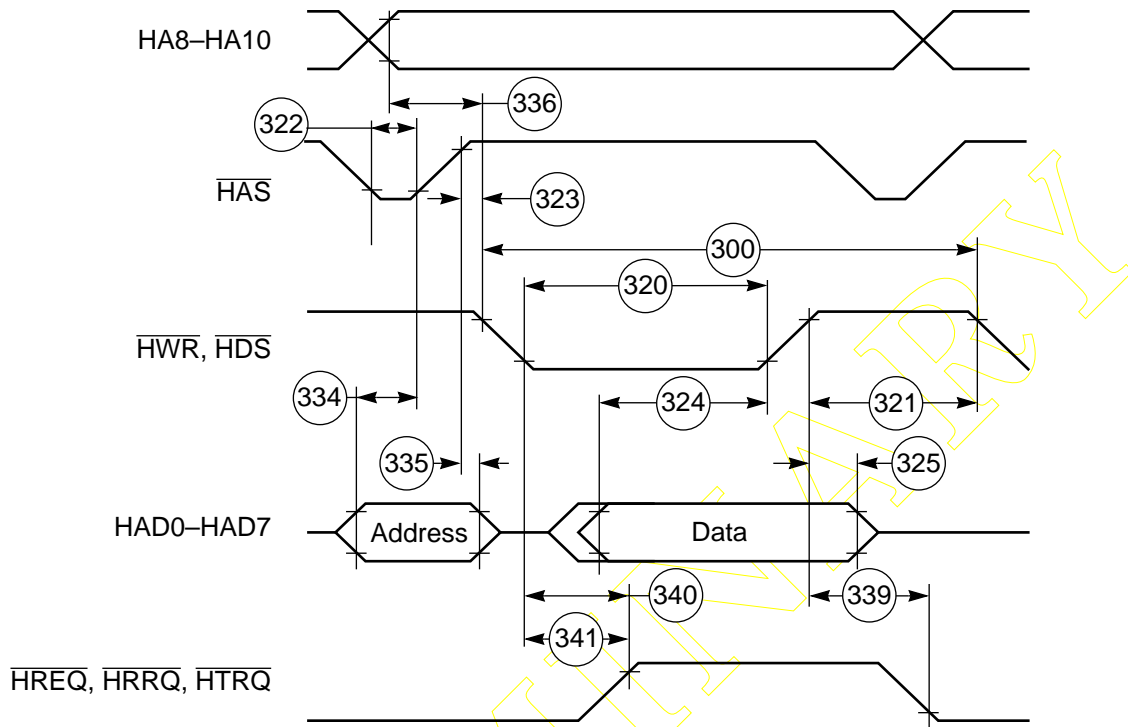 HA8–HA10
336
322
HAS
323
300
320
HWR, HDS
334
324
321
335
325
HAD0–HAD7
Address
Data
340
339
341
HREQ, HRRQ, HTRQ